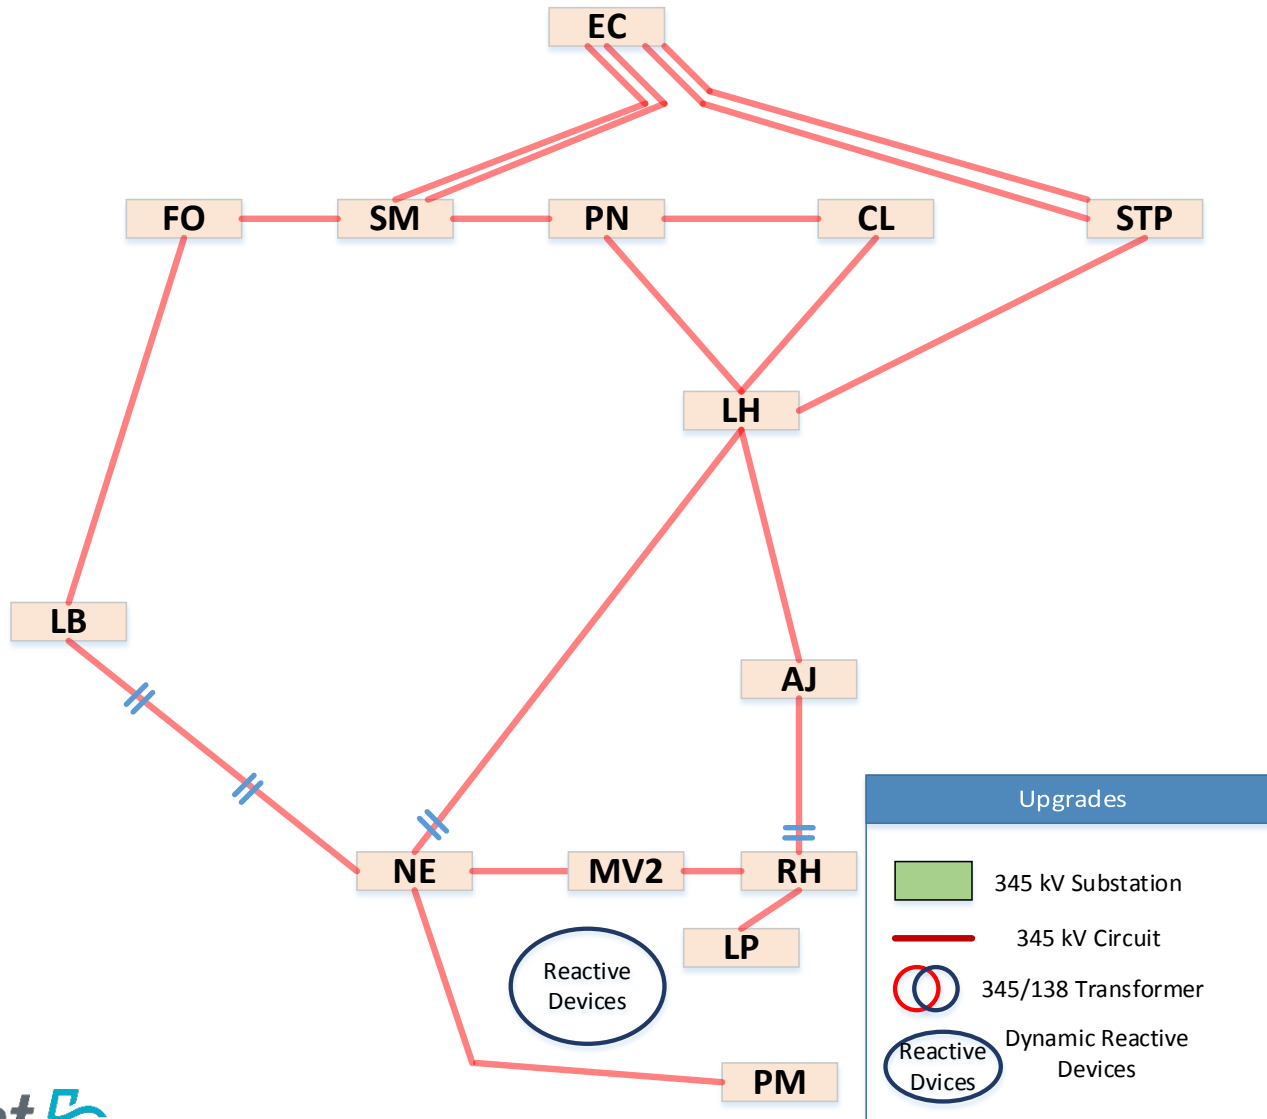 EC
FO
SM
PN
CL
STP
LH
LB
AJ
NE
MV2
RH
LP
Reactive
Devices
PM
Upgrades
345 kV Substation
345 kV Circuit
345/138 Transformer
Reactive
Dvices
Dynamic Reactive
Devices